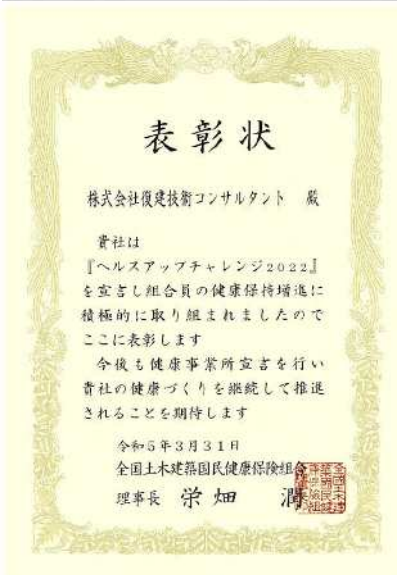 表彰状
株式会社復建技術コンサルタント 殿
貴社は
『ヘルスアップチャレンジ2022』
を宣言し組合員の健康保持増進に
積極的に取り組まれましたので
ここに表彰します
今後も健康事業所宣言を行い
貴社の健康づくりを継続して推進
されることを期待します
令和5年3月31日
全国土木建築国民健康保険組合
理事長 栄畑 潤